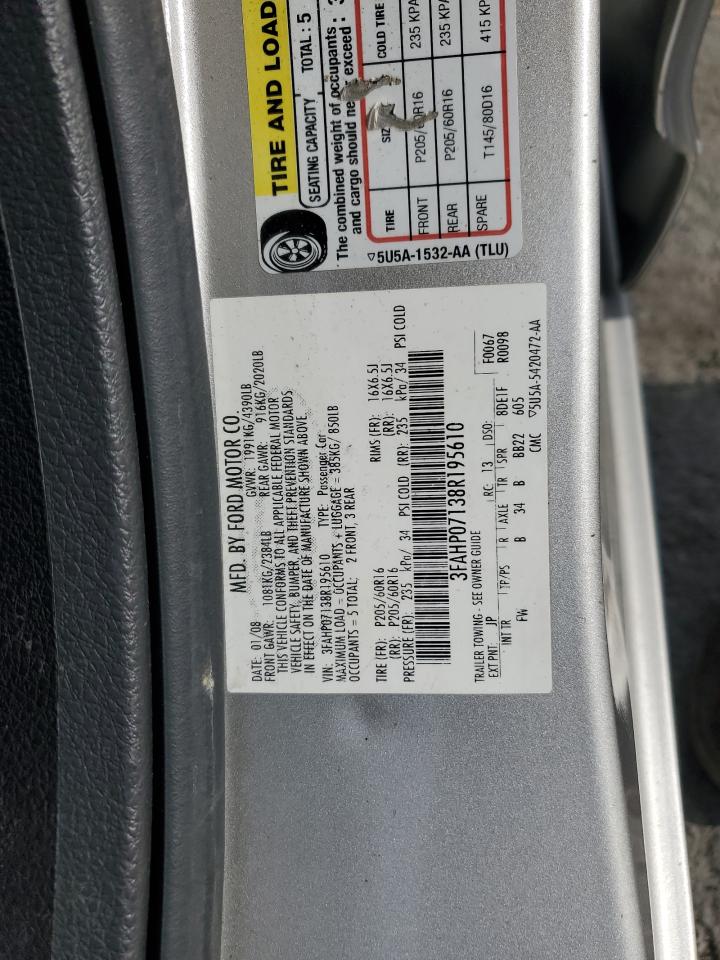 TIRE AND LOAD
SEATING CAPACITY TOTAL : 5
The combined weight of occupants : 3
and cargo should never exceed :
TIRE COLD TIRE
FRONT P205/60R16 235 KPA
REAR P205/60R16 235 KPA
SPARE T145/80D16 415 KP
5U5A-1532-AA (TLU)
MFD. BY FORD MOTOR CO.
DATE: 01/08 GVWR: 1991KG/4390LB
FRONT GAWR: 1081KG/2384LB REAR GAWR: 916KG/2020LB
THIS VEHICLE CONFORMS TO ALL APPLICABLE FEDERAL MOTOR
VEHICLE SAFETY, BUMPER, AND THEFT PREVENTION STANDARDS
IN EFFECT ON THE DATE OF MANUFACTURE SHOWN ABOVE.
VIN: 3FAHP07138R195610 TYPE: Passenger Car
MAXIMUM LOAD = OCCUPANTS + LUGGAGE = 385KG/ 850LB
OCCUPANTS = 5 TOTAL: 2 FRONT, 3 REAR
TIRE (FR): P205/60R16 RIMS (FR): 16X6.5J
(RR): P205/60R16 (RR): 16X6.5J
PRESSURE (FR): 235 kPa/ 34 PSI COLD (RR): 235 kPa/ 34 PSI COLD
3FAHP07138R195610
TRAILER TOWING - SEE OWNER GUIDE F0067
EXT PNT: JP RC: 13 DSO: R0098
INT TR TP/PS R AXLE TR SPR BDE1F
FW B 34 B BB22 605
CMC 5U5A-5420472-AA